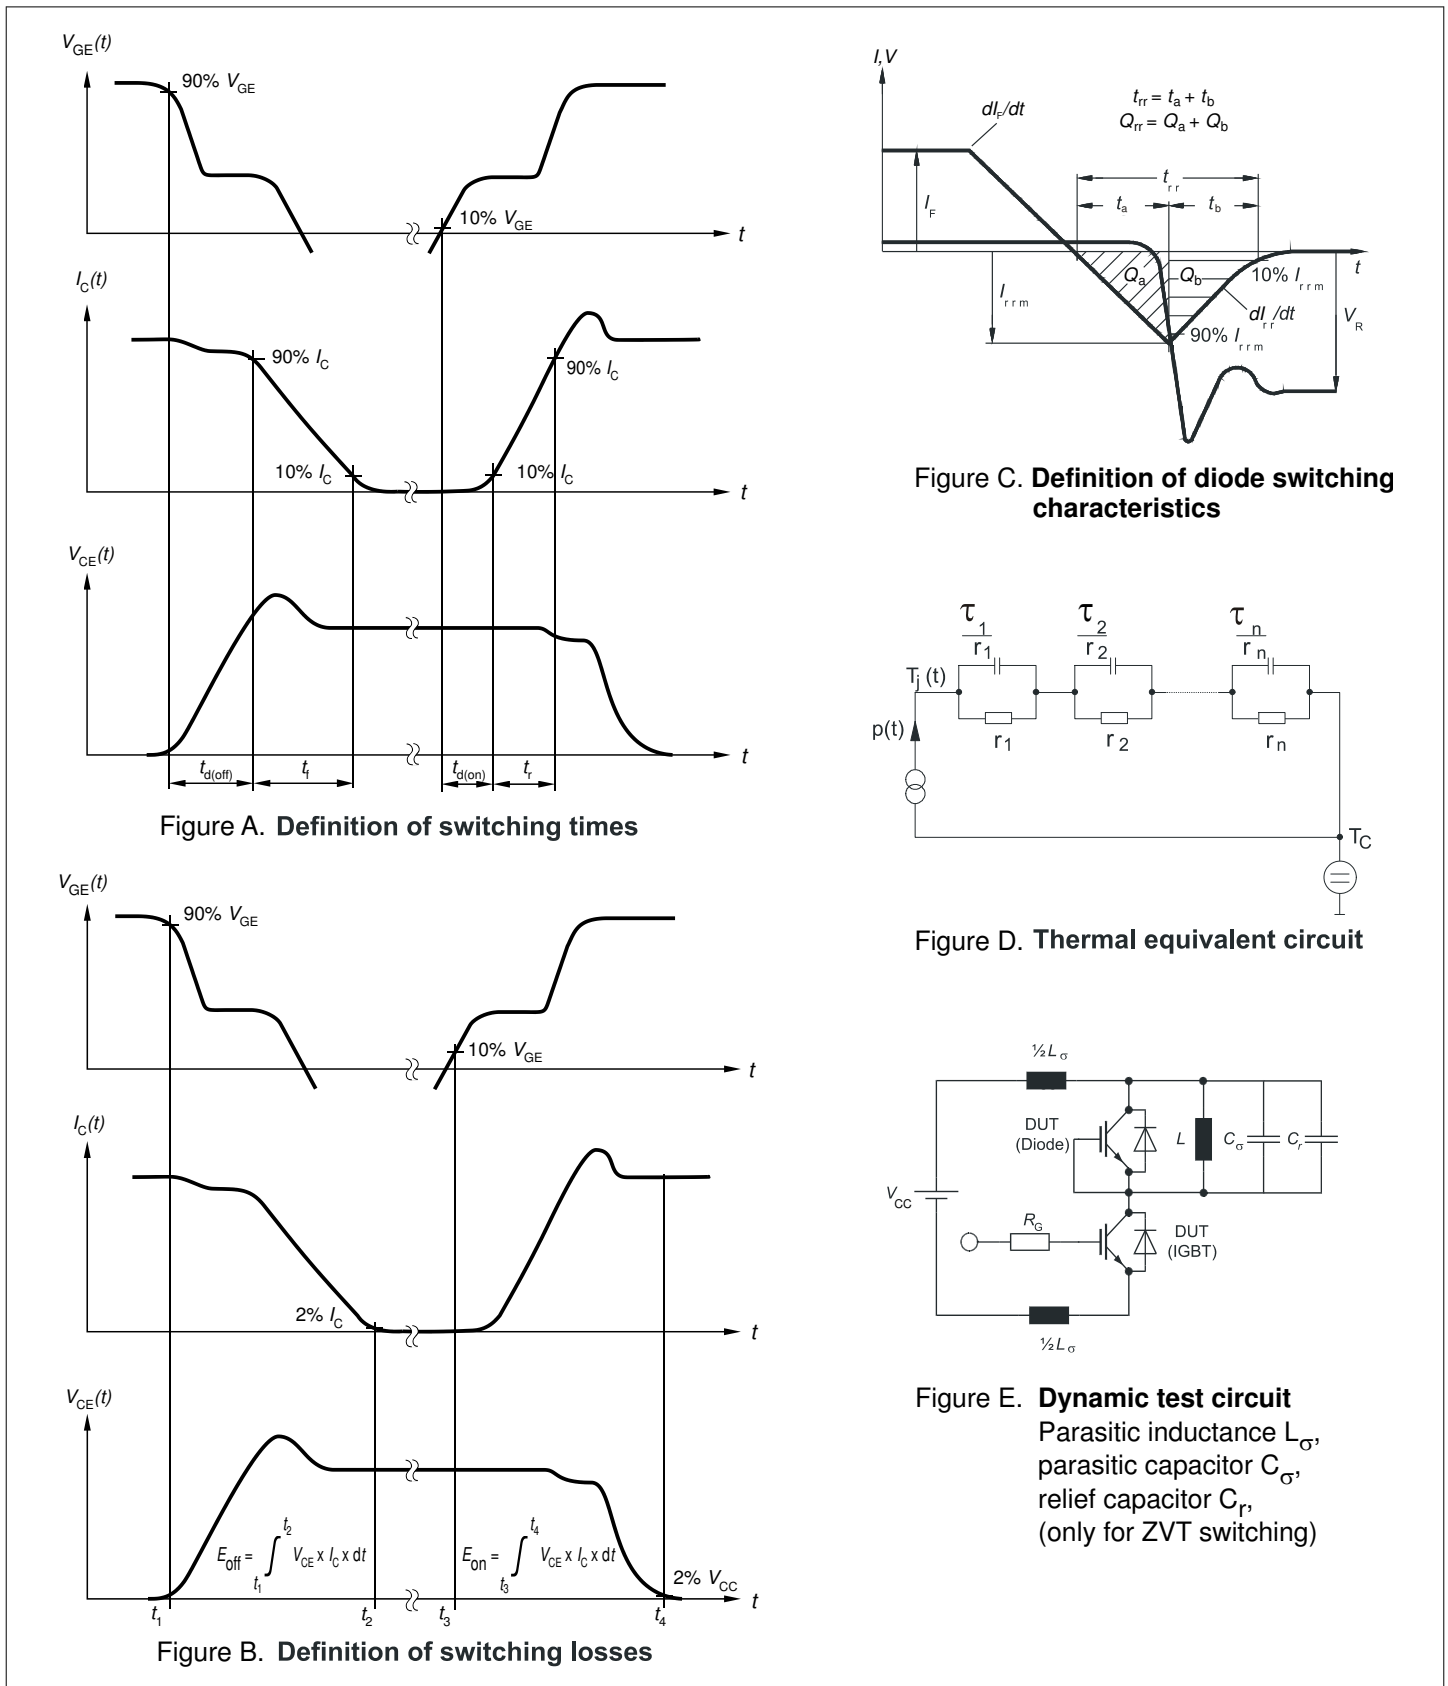 V_GE(t)
90% V_GE
10% V_GE
t
I_C(t)
90% I_C
90% I_C
10% I_C
10% I_C
t
V_CE(t)
t
t_d(off)
t_f
t_d(on)
t_r
Figure A. Definition of switching times
V_GE(t)
90% V_GE
10% V_GE
t
I_C(t)
2% I_C
t
V_CE(t)
E_off = ∫ t_1 t_2 V_CE x I_C x dt
E_on = ∫ t_3 t_4 V_CE x I_C x dt
2% V_CC
t
t_1
t_2
t_3
t_4
Figure B. Definition of switching losses
I,V
dI_F/dt
t_rr = t_a + t_b
Q_rr = Q_a + Q_b
t_rr
I_F
t_a
t_b
Q_a
Q_b
10% I_rrm
t
I_rrm
dI_rr/dt
V_R
90% I_rrm
Figure C. Definition of diode switching
characteristics
τ_1
r_1
τ_2
r_2
τ_n
r_n
T_j(t)
p(t)
r_1
r_2
r_n
T_C
Figure D. Thermal equivalent circuit
½L_σ
DUT
(Diode)
L
C_σ
C_r
V_CC
R_G
DUT
(IGBT)
½L_σ
Figure E. Dynamic test circuit
Parasitic inductance L_σ,
parasitic capacitor C_σ,
relief capacitor C_r,
(only for ZVT switching)